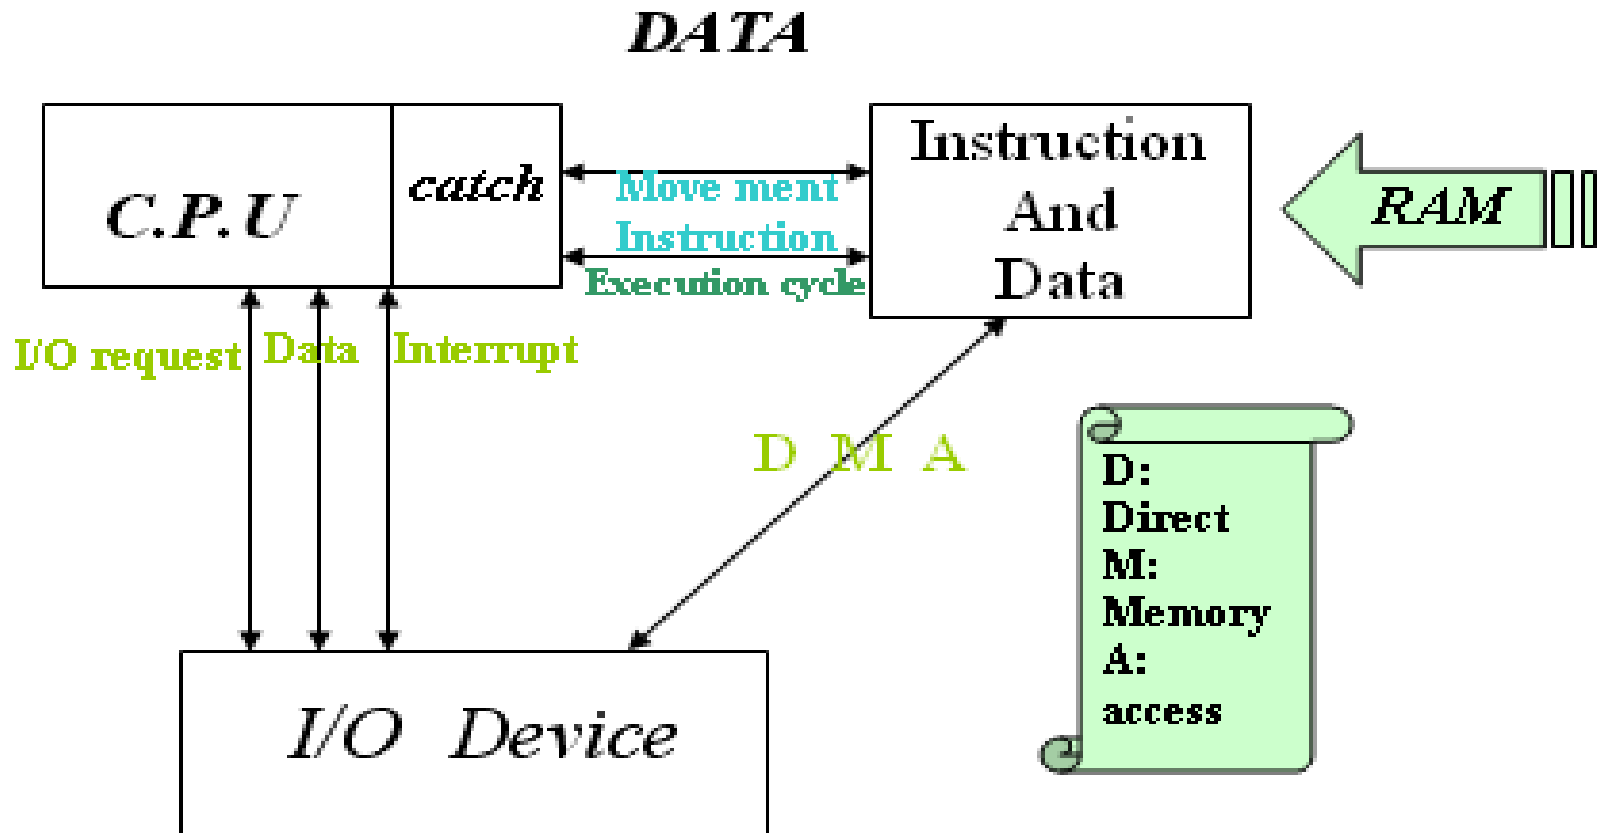 DATA
C.P.U
catch
Move ment
Instruction
Execution cycle
Instruction
And
Data
RAM
I/O request
Data
Interrupt
D M A
D:
Direct
M:
Memory
A:
access
I/O Device